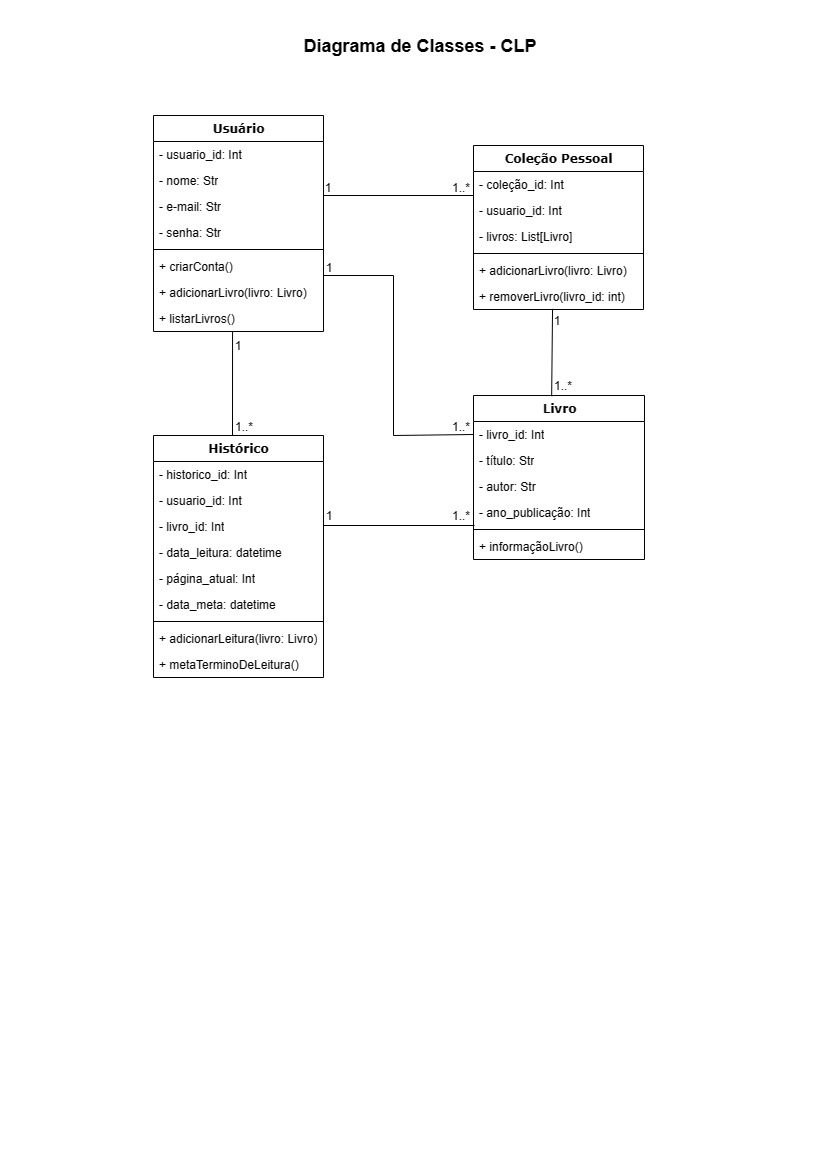 Diagrama de Classes - CLP
Usuário
- usuario_id: Int
- nome: Str
- e-mail: Str
- senha: Str
+ criarConta()
+ adicionarLivro(livro: Livro)
+ listarLivros()
1
1..*
Coleção Pessoal
- coleção_id: Int
- usuario_id: Int
- livros: List[Livro]
+ adicionarLivro(livro: Livro)
+ removerLivro(livro_id: int)
1
1..*
1
1..*
1
1..*
Histórico
- historico_id: Int
- usuario_id: Int
- livro_id: Int
- data_leitura: datetime
- página_atual: Int
- data_meta: datetime
+ adicionarLeitura(livro: Livro)
+ metaTerminoDeLeitura()
1
1..*
Livro
- livro_id: Int
- título: Str
- autor: Str
- ano_publicação: Int
+ informaçãoLivro()